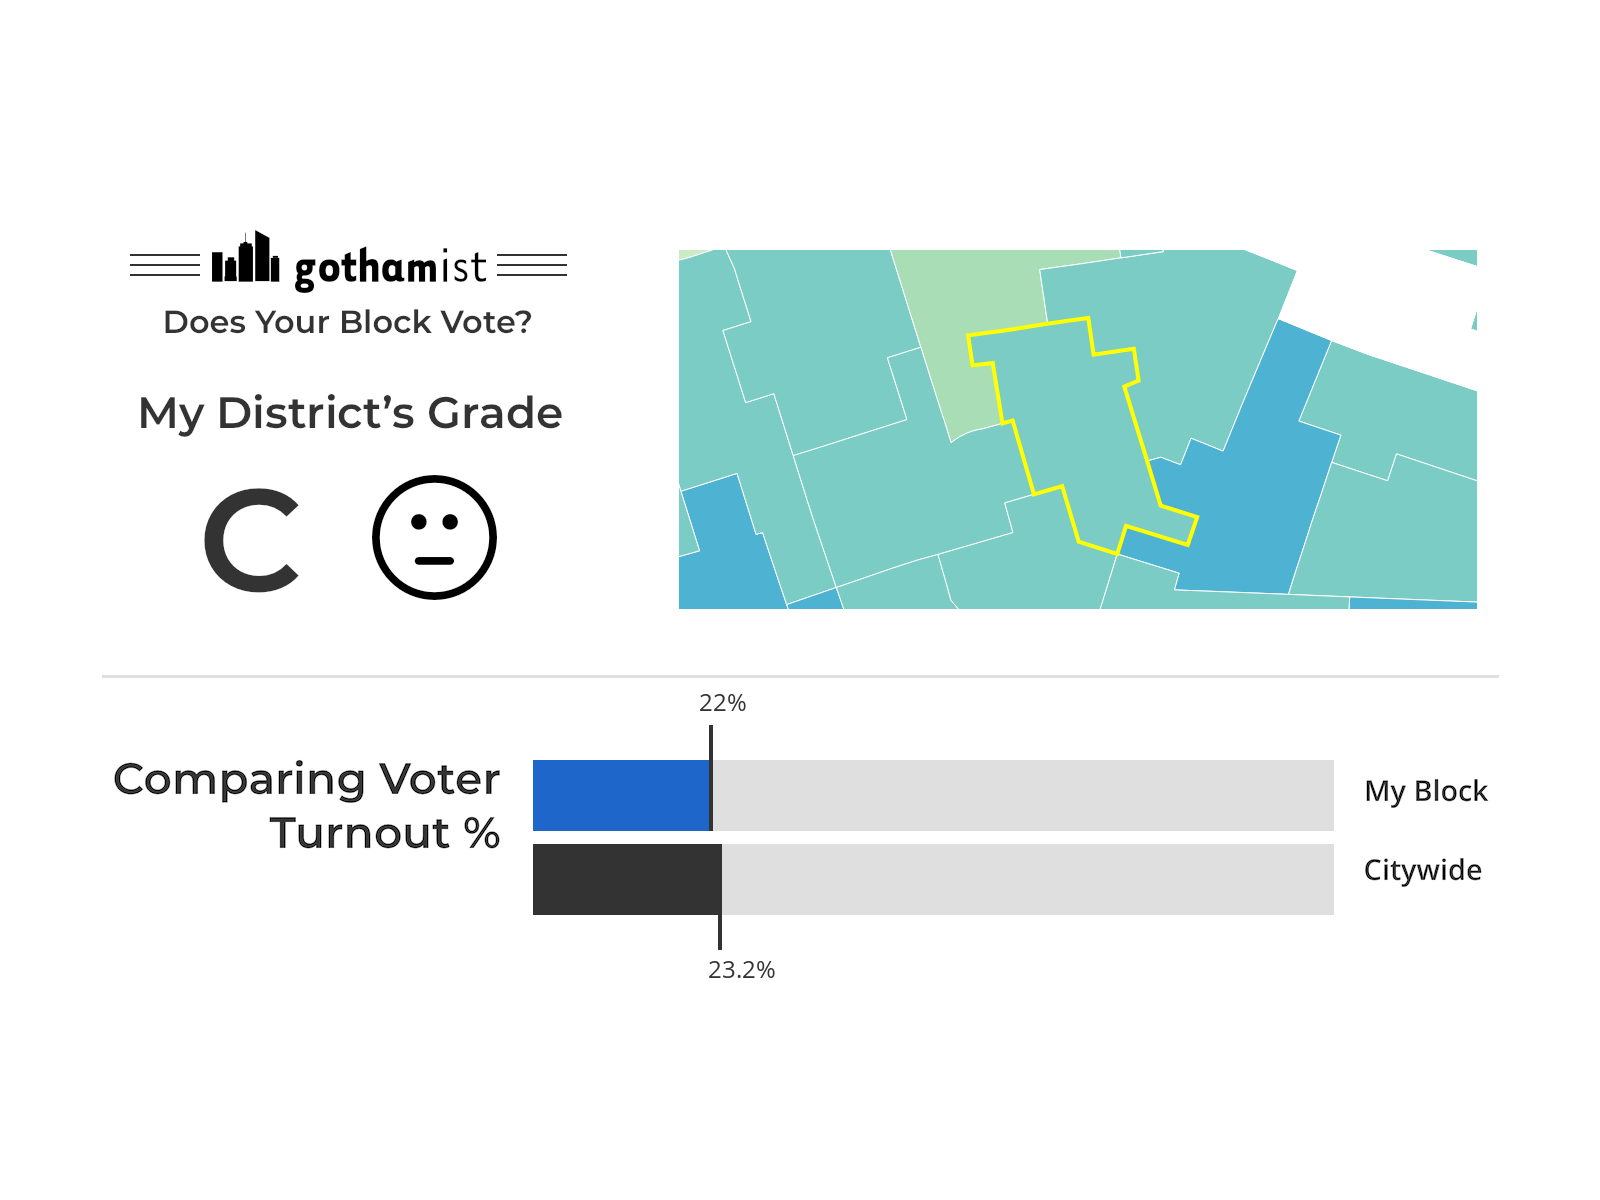 gothamist
Does Your Block Vote?
My District’s Grade
C
22%
Comparing Voter
Turnout %
My Block
Citywide
23.2%